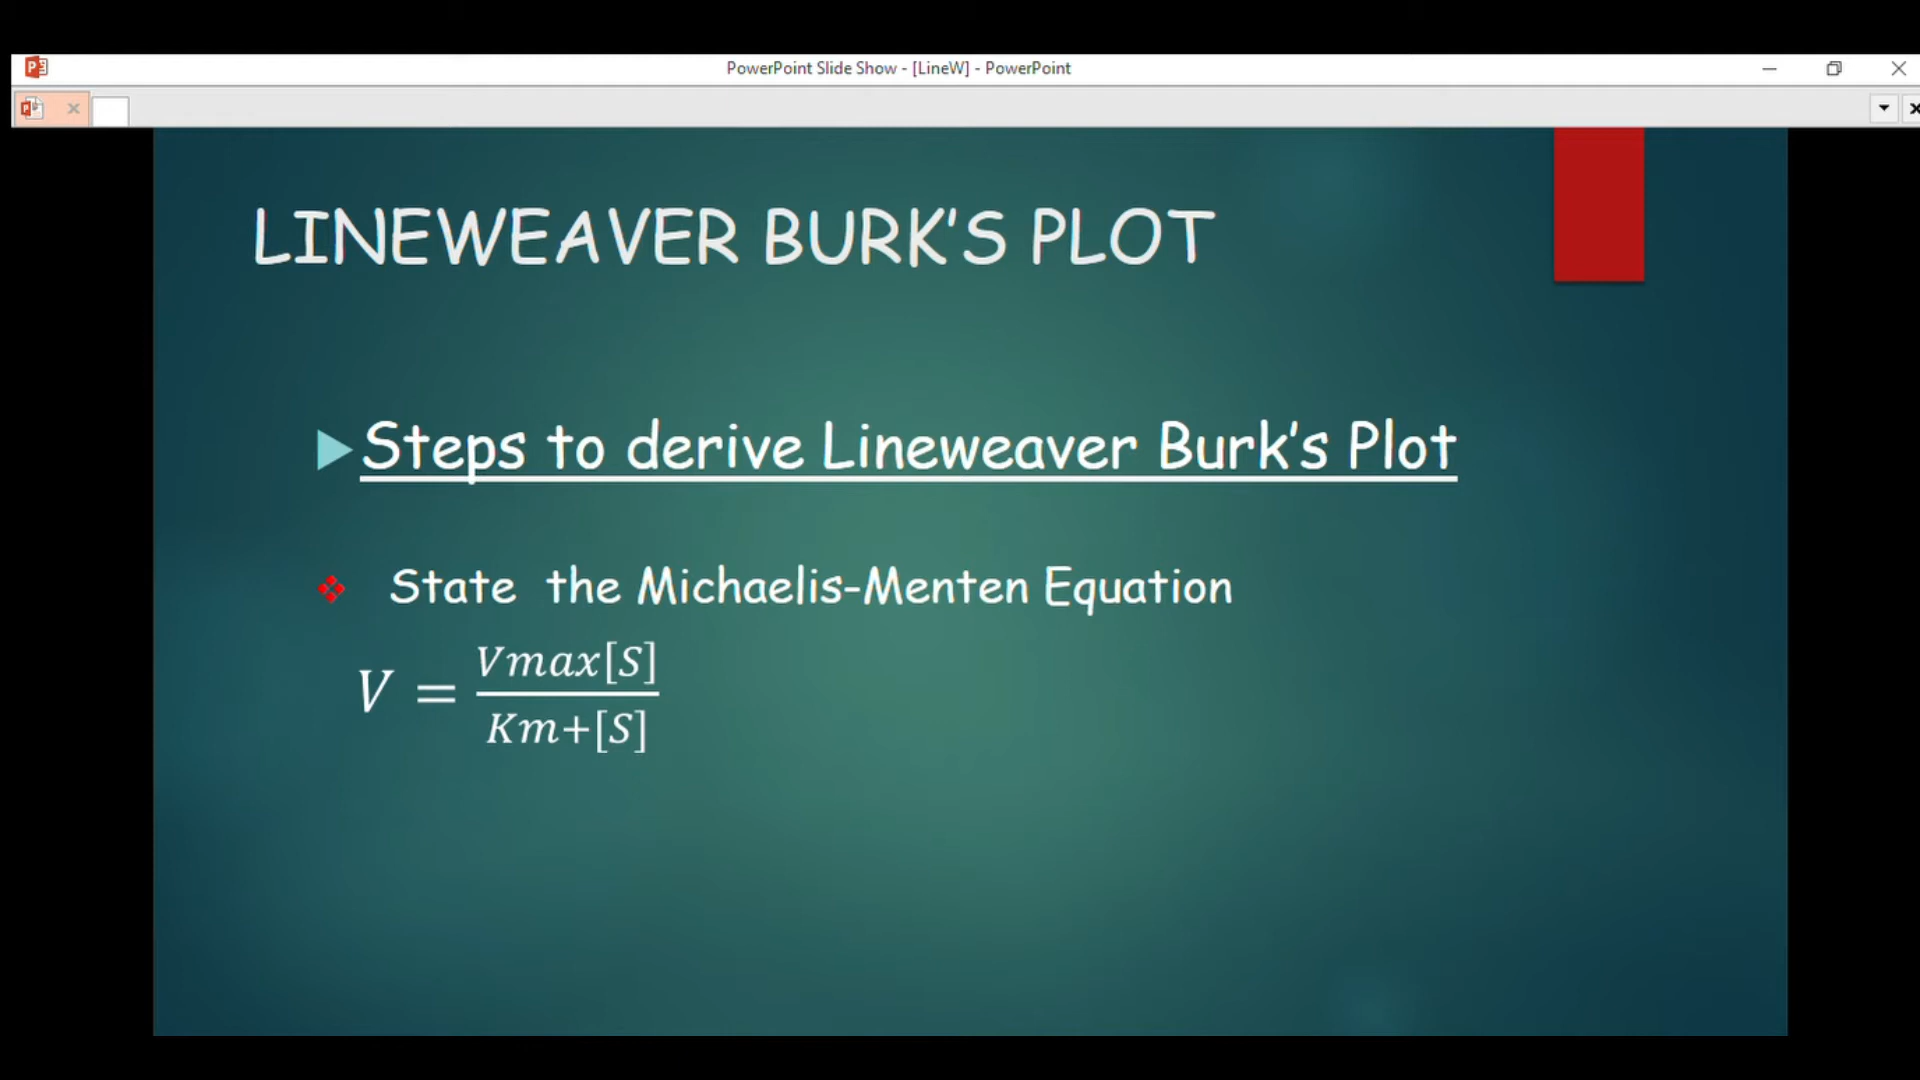 PowerPoint Slide Show - [LineW] - PowerPoint
LINEWEAVER BURK'S PLOT
Steps to derive Lineweaver Burk's Plot
State the Michaelis-Menten Equation
V = Vmax[S] / Km+[S]